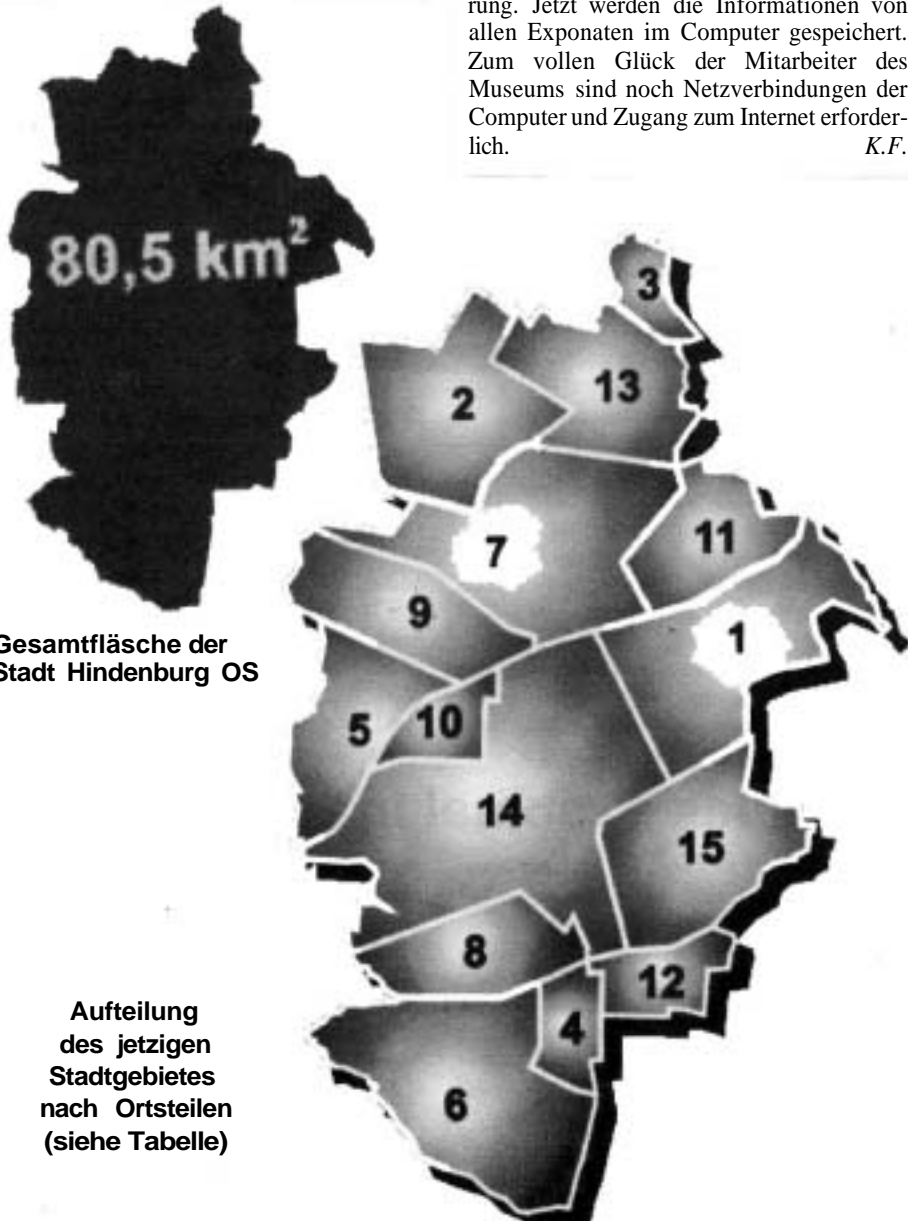 rung. Jetzt werden die Informationen von
allen Exponaten im Computer gespeichert.
Zum vollen Glück der Mitarbeiter des
Museums sind noch Netzverbindungen der
Computer und Zugang zum Internet erforder-
lich. K.F.
80,5 km²
Gesamtfläsche der
Stadt Hindenburg OS
3
2
13
7
11
9
1
5
10
14
15
8
12
4
6
Aufteilung
des jetzigen
Stadtgebietes
nach Ortsteilen
(siehe Tabelle)